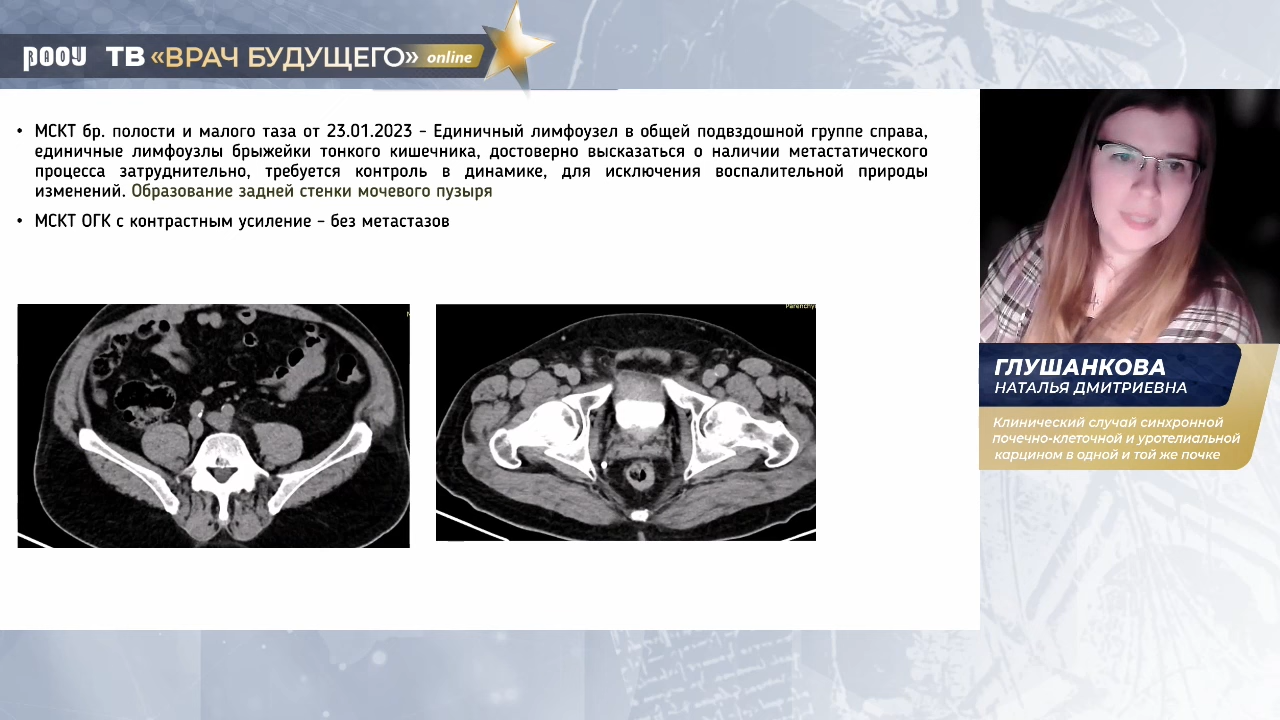 РООУ ТВ «ВРАЧ БУДУЩЕГО» online
• МСКТ бр. полости и малого таза от 23.01.2023 – Единичный лимфоузел в общей подвздошной группе справа,
единичные лимфоузлы брыжейки тонкого кишечника, достоверно высказаться о наличии метастатического
процесса затруднительно, требуется контроль в динамике, для исключения воспалительной природы
изменений. Образование задней стенки мочевого пузыря
• МСКТ ОГК с контрастным усиление – без метастазов
Parenchy
ГЛУШАНКОВА
НАТАЛЬЯ ДМИТРИЕВНА
Клинический случай синхронной
почечно-клеточной и уротелиальной
карцином в одной и той же почке